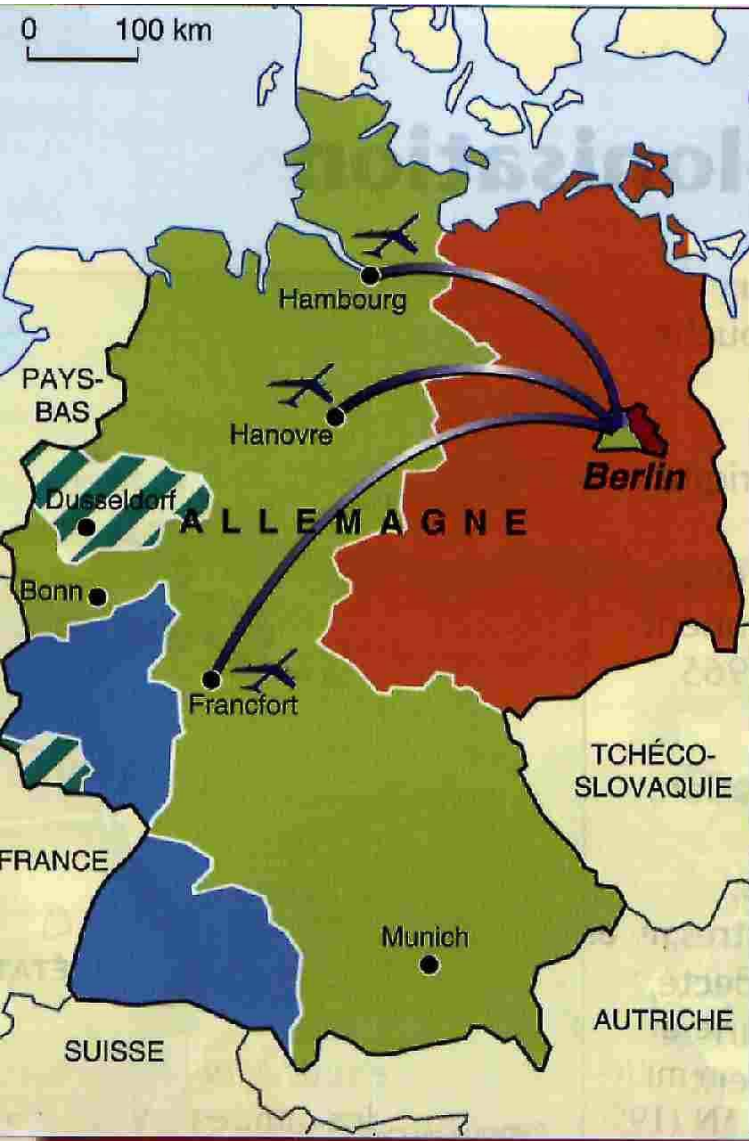 0 100 km
Hambourg
PAYS-
BAS
Hanovre
Berlin
Dusseldorf
ALLEMAGNE
Bonn
Francfort
TCHÉCO-
SLOVAQUIE
FRANCE
Munich
AUTRICHE
SUISSE